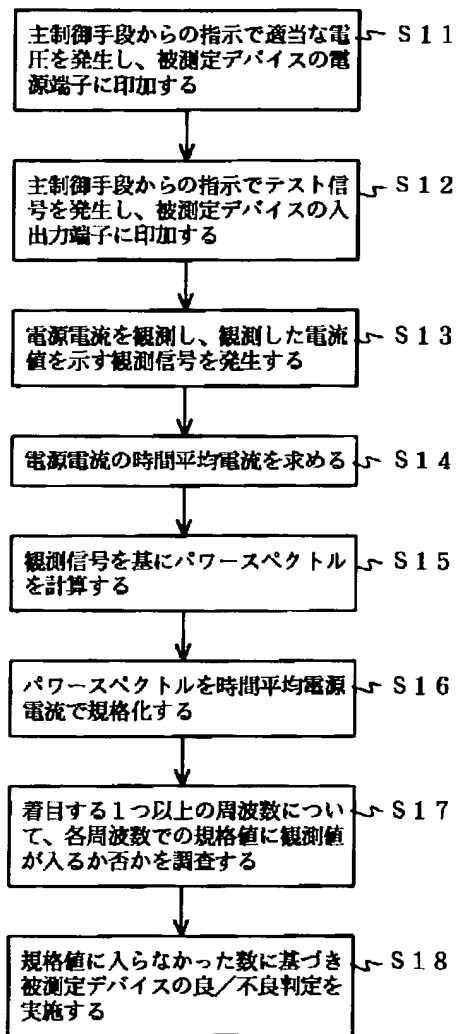 主制御手段からの指示で適当な電
圧を発生し、被測定デバイスの電
源端子に印加する
S11
主制御手段からの指示でテスト信
号を発生し、被測定デバイスの入
出力端子に印加する
S12
電源電流を観測し、観測した電流
値を示す観測信号を発生する
S13
電源電流の時間平均電流を求める
S14
観測信号を基にパワースペクトル
を計算する
S15
パワースペクトルを時間平均電源
電流で規格化する
S16
着目する1つ以上の周波数につい
て、各周波数での規格値に観測値
が入るか否かを調査する
S17
規格値に入らなかった数に基づき
被測定デバイスの良/不良判定を
実施する
S18